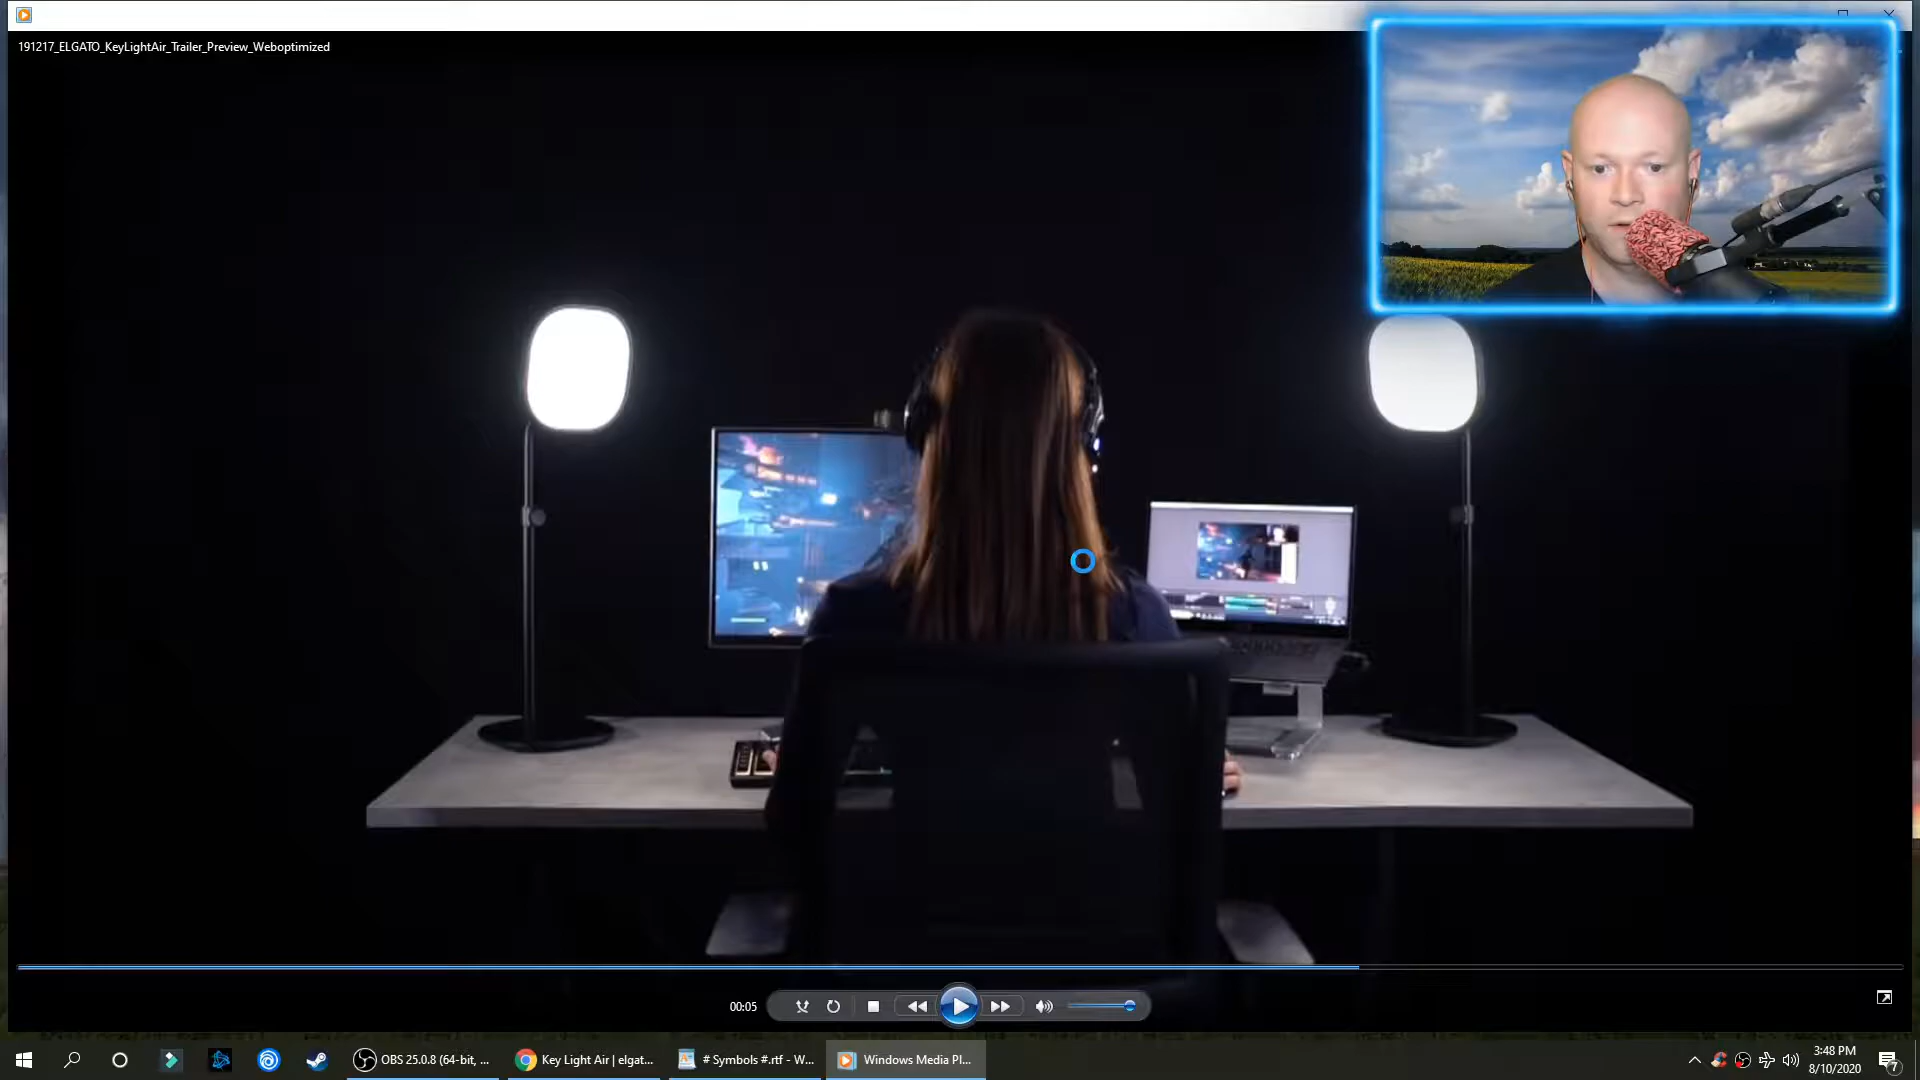 191217_ELGATO_KeyLightAir_Trailer_Preview_Weboptimized
00:05
OBS 25.0.8 (64-bit, ...
Key Light Air | elgat...
# Symbols #.rtf - W...
Windows Media Pl...
3:48 PM
8/10/2020
7